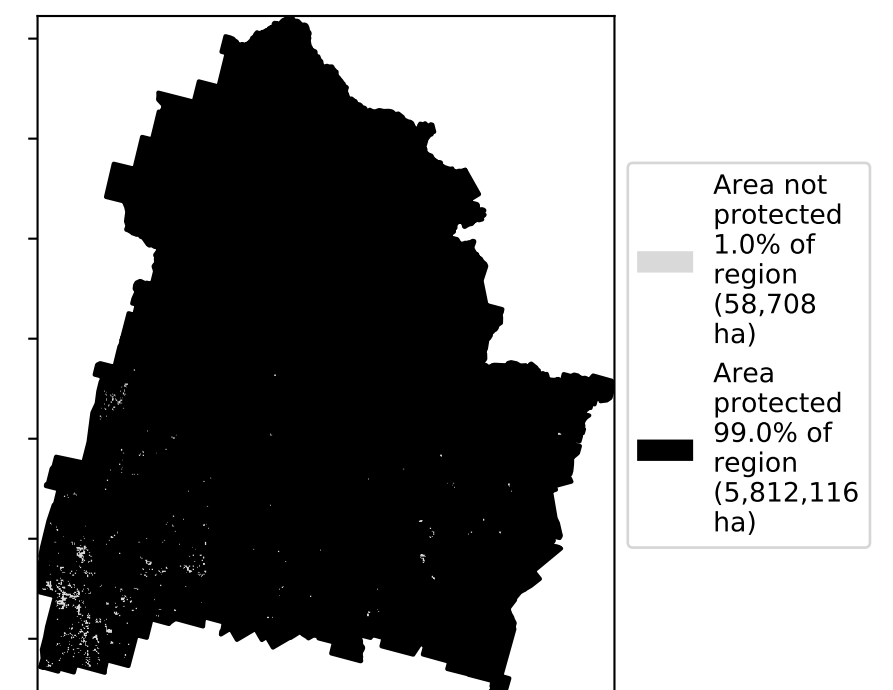 Area not
protected
1.0% of
region
(58,708
ha)
Area
protected
99.0% of
region
(5,812,116
ha)